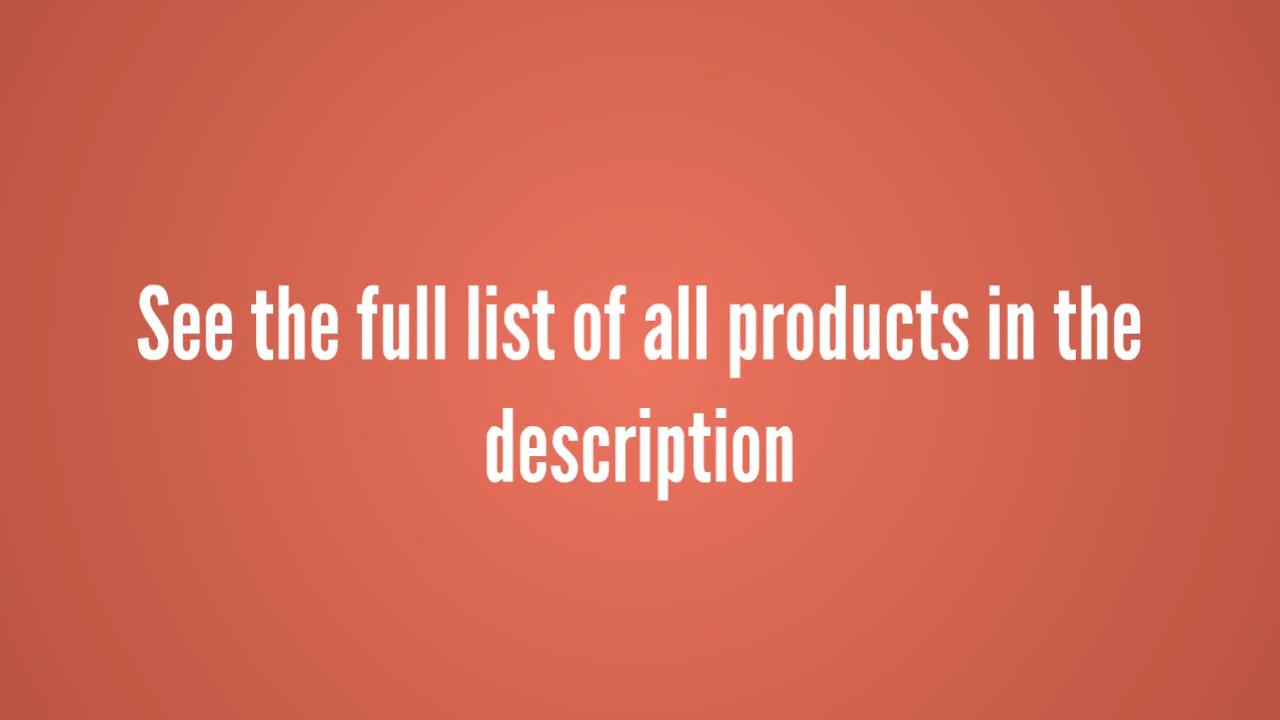 See the full list of all products in the
description